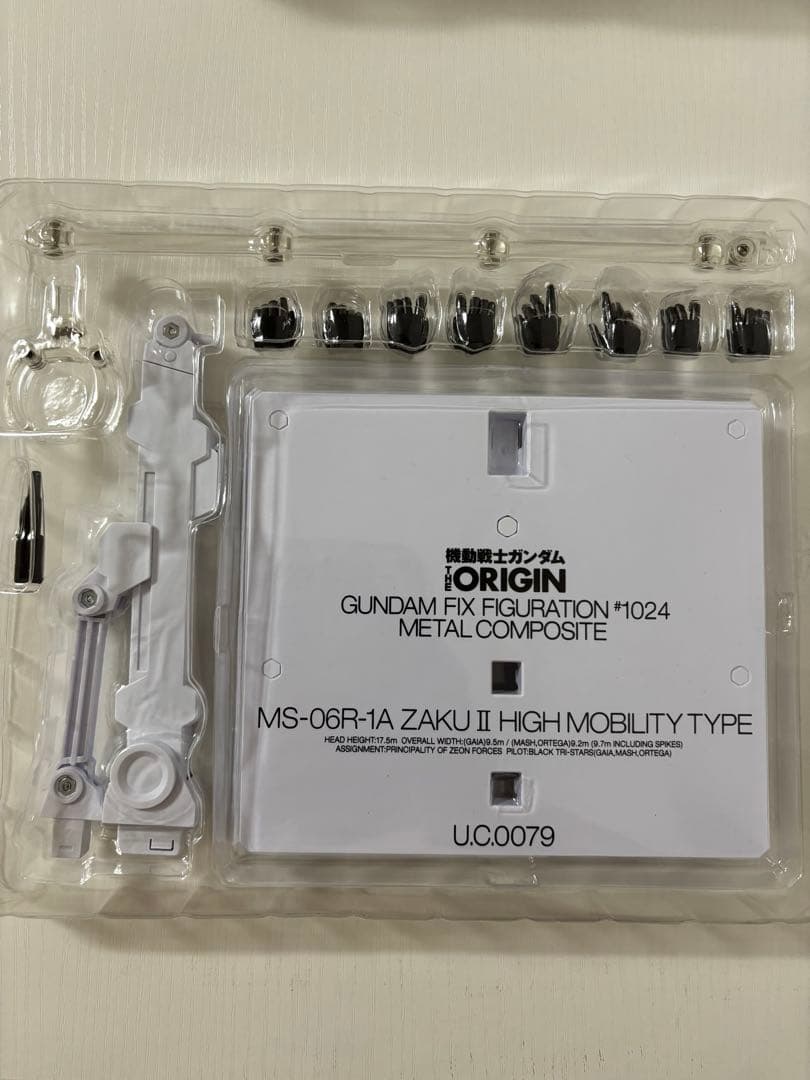 機動戦士ガンダム
THE ORIGIN
GUNDAM FIX FIGURATION #1024
METAL COMPOSITE
MS-06R-1A ZAKU II HIGH MOBILITY TYPE
HEAD HEIGHT:17.5m OVERALL WIDTH:(GAIA)9.5m / (MASH,ORTEGA)9.2m (9.7m INCLUDING SPIKES)
ASSIGNMENT:PRINCIPALITY OF ZEON FORCES PILOT:BLACK TRI-STARS(GAIA,MASH,ORTEGA)
U.C.0079